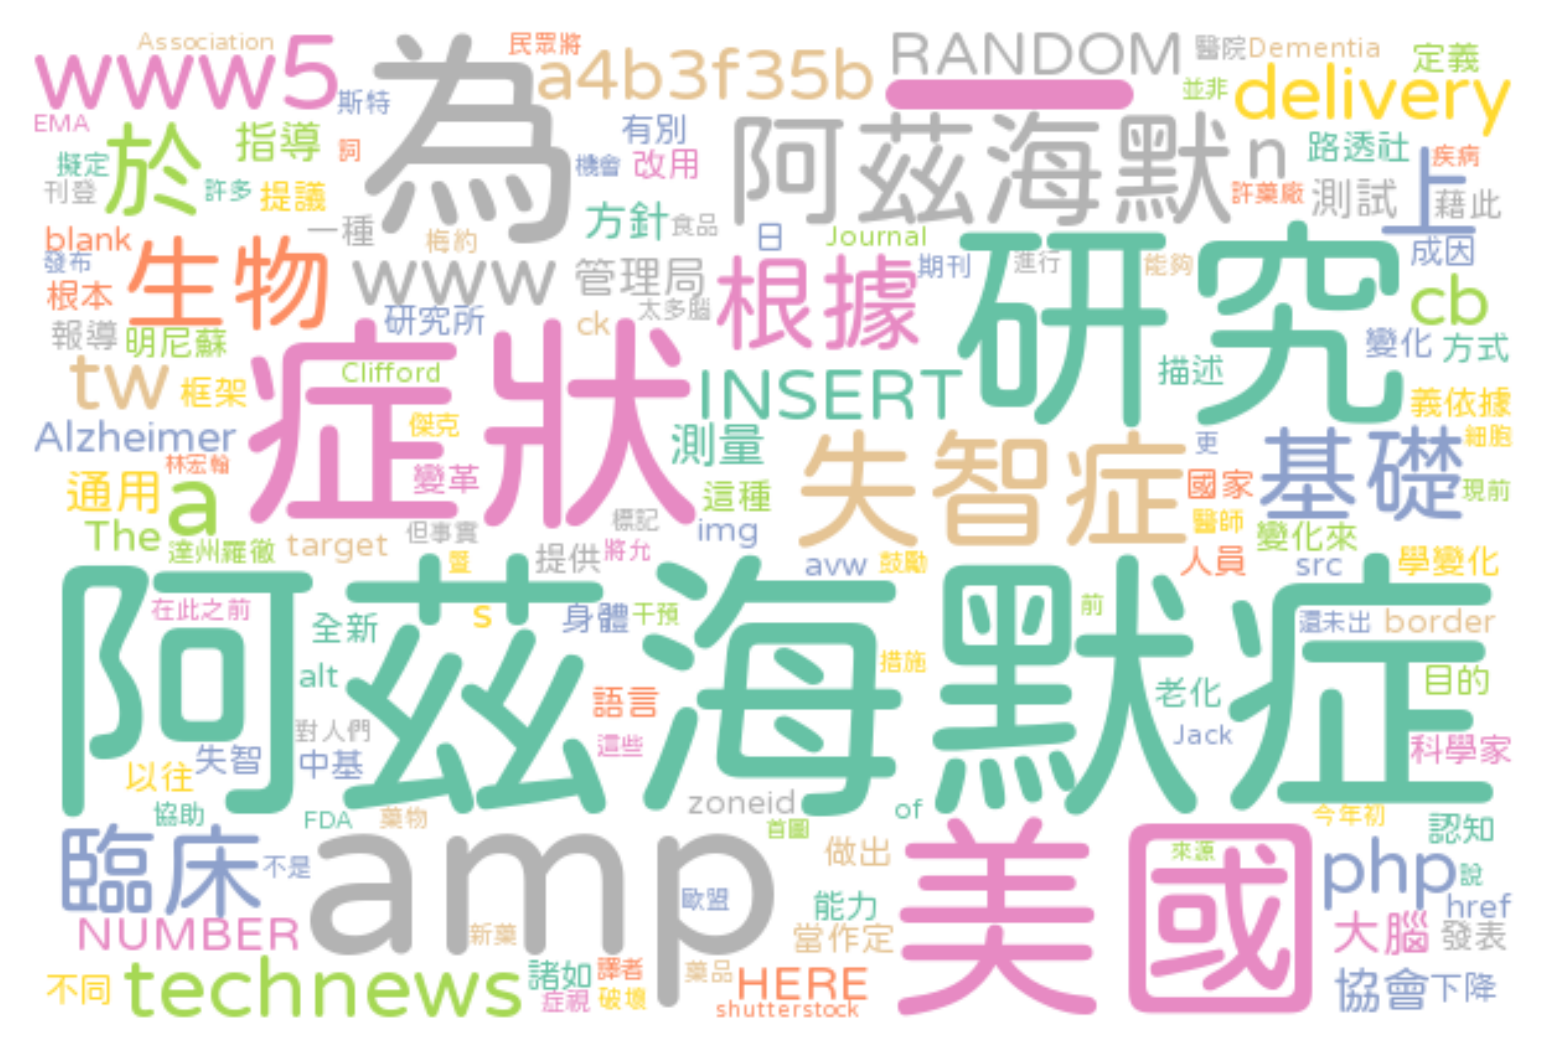 Association
民眾將
RANDOM
醫院
Dementia
定義
www5
為
a4b3f35b
並非
delivery
斯特
EMA
於
指導
詞
有別
阿茲海默
n
路透社
上
疾病
擬定
機會
改用
刊登
許多
提議
許藥廠
測試
藉此
一種
梅約
方針
食品
日
Journal
研究
成因
blank
發布
生物
www
管理局
根據
期刊
進行
能夠
根本
太多腦
cb
報導
明尼蘇
研究所
ck
變化
方式
症狀
Clifford
描述
tw
框架
INSERT
義依據
Alzheimer
傑克
測量
失智症
更
基礎
細胞
林宏翰
通用
a
變革
這種
國家
現前
The
達州羅徹
target
但事實
標記
img
醫師
變化來
提供
將允
暨
avw
鼓勵
人員
src
學變化
阿茲海默症
在此之前
全新
s
身體
干預
前
還未出
border
alt
措施
語言
老化
目的
對人們
這些
Jack
科學家
失智
中基
以往
協助
FDA
藥物
zoneid
首圖
of
今年初
認知
臨床
不是
amp
做出
美國
來源
php
說
歐盟
能力
href
NUMBER
新藥
當作定
大腦
發表
不同
technews
諸如
譯者
藥品
HERE
協會
下降
症視
破壞
shutterstock